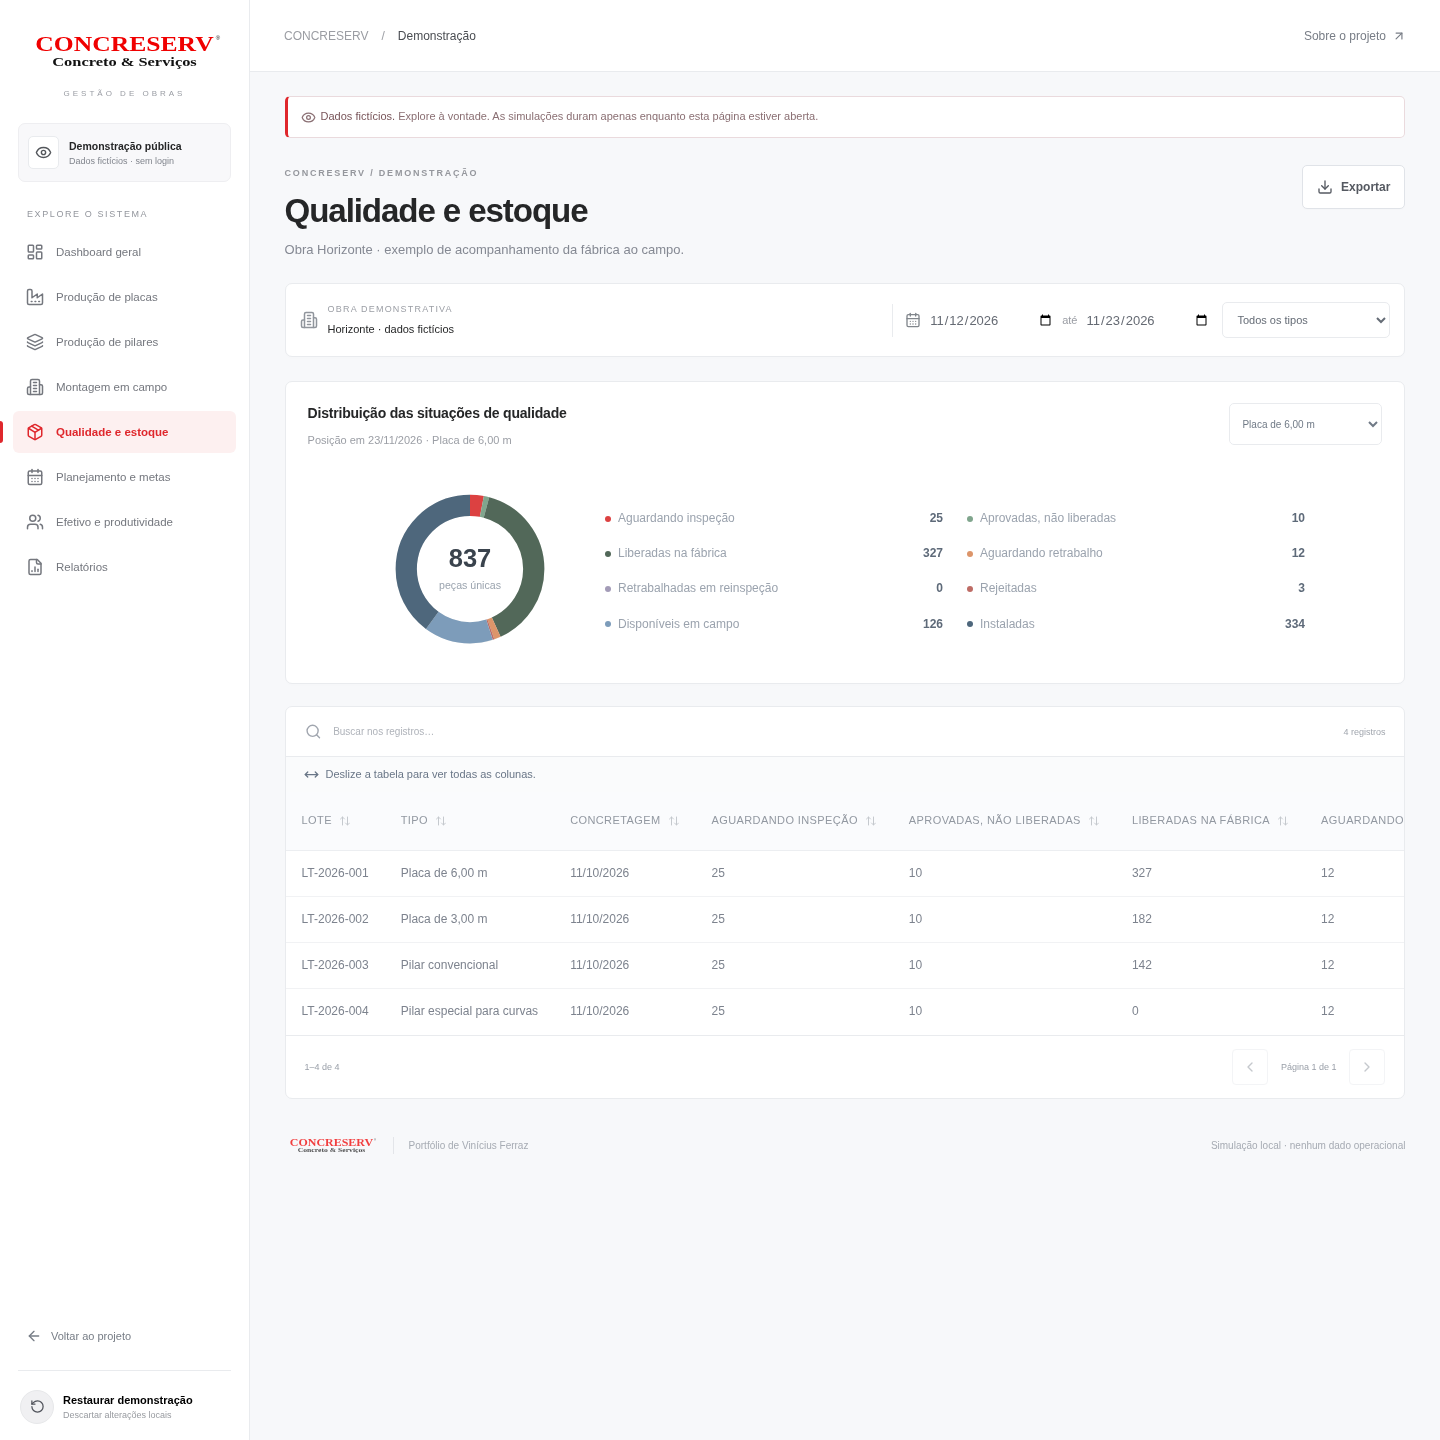 CONCRESERV®
Concreto & Serviços
GESTÃO DE OBRAS
Demonstração pública
Dados fictícios · sem login
EXPLORE O SISTEMA
Dashboard geral
Produção de placas
Produção de pilares
Montagem em campo
Qualidade e estoque
Planejamento e metas
Efetivo e produtividade
Relatórios
Voltar ao projeto
Restaurar demonstração
Descartar alterações locais
CONCRESERV / Demonstração
Sobre o projeto
Dados fictícios. Explore à vontade. As simulações duram apenas enquanto esta página estiver aberta.
CONCRESERV / DEMONSTRAÇÃO
Qualidade e estoque
Obra Horizonte · exemplo de acompanhamento da fábrica ao campo.
Exportar
OBRA DEMONSTRATIVA
Horizonte · dados fictícios
11/12/2026 até 11/23/2026 Todos os tipos
Distribuição das situações de qualidade
Posição em 23/11/2026 · Placa de 6,00 m
Placa de 6,00 m
837
peças únicas
Aguardando inspeção 25 Aprovadas, não liberadas 10
Liberadas na fábrica 327 Aguardando retrabalho 12
Retrabalhadas em reinspeção 0 Rejeitadas 3
Disponíveis em campo 126 Instaladas 334
Buscar nos registros… 4 registros
Deslize a tabela para ver todas as colunas.
LOTE TIPO CONCRETAGEM AGUARDANDO INSPEÇÃO APROVADAS, NÃO LIBERADAS LIBERADAS NA FÁBRICA AGUARDANDO
LT-2026-001 Placa de 6,00 m 11/10/2026 25 10 327 12
LT-2026-002 Placa de 3,00 m 11/10/2026 25 10 182 12
LT-2026-003 Pilar convencional 11/10/2026 25 10 142 12
LT-2026-004 Pilar especial para curvas 11/10/2026 25 10 0 12
1–4 de 4 Página 1 de 1
CONCRESERV
Concreto & Serviços
Portfólio de Vinícius Ferraz
Simulação local · nenhum dado operacional